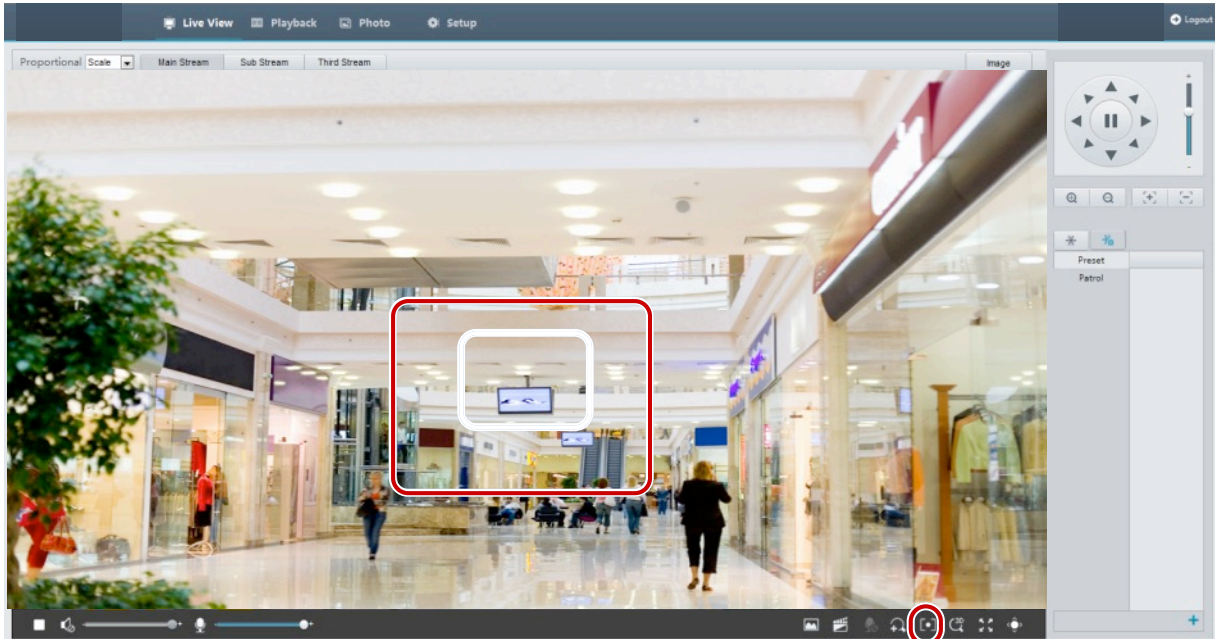 Live View Playback Photo Setup Logout
Proportional Scale Main Stream Sub Stream Third Stream Image
Preset
Patrol